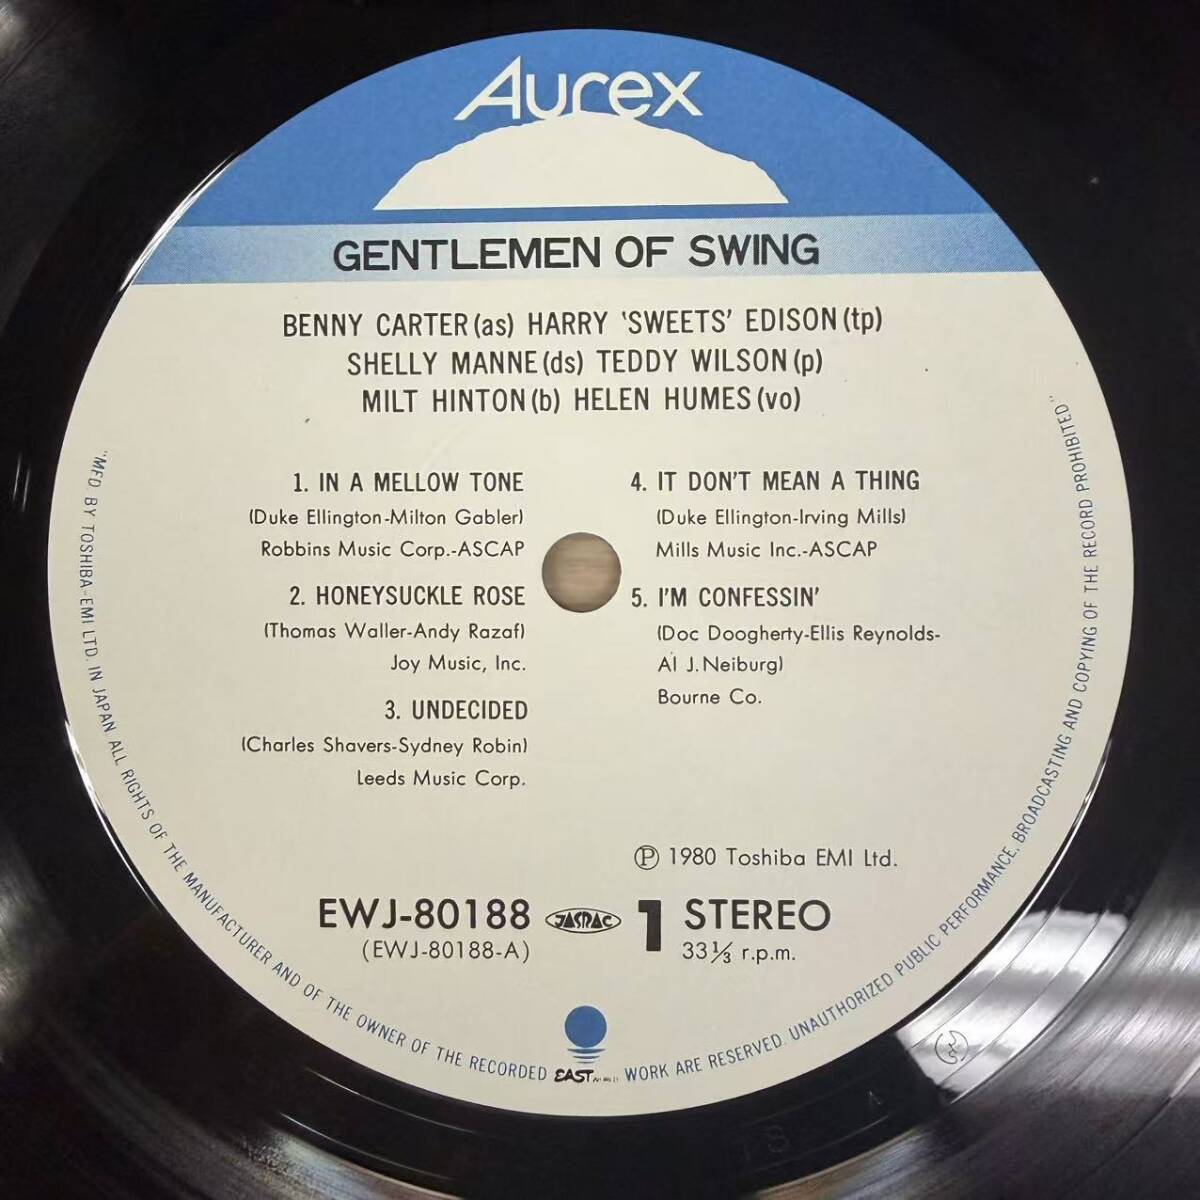 Aurex
GENTLEMEN OF SWING
BENNY CARTER(as) HARRY 'SWEETS' EDISON(tp)
SHELLY MANNE(ds) TEDDY WILSON(p)
MILT HINTON(b) HELEN HUMES(vo)
1. IN A MELLOW TONE
(Duke Ellington-Milton Gabler)
Robbins Music Corp.-ASCAP
2. HONEYSUCKLE ROSE
(Thomas Waller-Andy Razaf)
Joy Music, Inc.
3. UNDECIDED
(Charles Shavers-Sydney Robin)
Leeds Music Corp.
4. IT DON'T MEAN A THING
(Duke Ellington-Irving Mills)
Mills Music Inc.-ASCAP
5. I'M CONFESSIN'
(Doc Doogherty-Ellis Reynolds-
Al J. Neiburg)
Bourne Co.
Ⓟ 1980 Toshiba EMI Ltd.
EWJ-80188 JASRAC 1 STEREO
(EWJ-80188-A) 33⅓ r.p.m.
EAST
"MFD. BY TOSHIBA-EMI LTD. IN JAPAN. ALL RIGHTS OF THE MANUFACTURER AND OF THE OWNER OF THE RECORDED WORK ARE RESERVED. UNAUTHORIZED PUBLIC PERFORMANCE, BROADCASTING AND COPYING OF THE RECORD PROHIBITED"